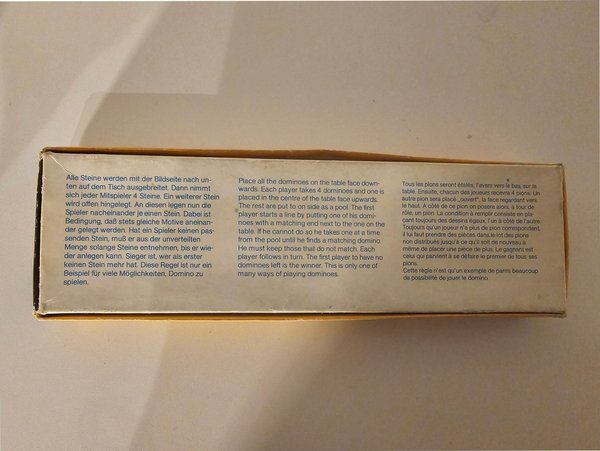 Alle Steine werden mit der Bildseite nach un-
ten auf dem Tisch ausgebreitet. Dann nimmt
sich jeder Mitspieler 4 Steine. Ein weiterer Stein
wird offen hingelegt. An diesen legen nun die
Spieler nacheinander je einen Stein. Dabei ist
Bedingung, daß stets gleiche Motive aneinan-
der gelegt werden. Hat ein Spieler keinen pas-
senden Stein, muß er aus der unverteilten
Menge solange Steine entnehmen, bis er wie-
der anlegen kann. Sieger ist, wer als erster
keinen Stein mehr hat. Diese Regel ist nur ein
Beispiel für viele Möglichkeiten, Domino zu
spielen.
Place all the dominoes on the table face down-
wards. Each player takes 4 dominoes and one is
placed in the centre of the table face upwards.
The rest are put to on side as a pool. The first
player starts a line by putting one of his domi-
noes with a matching end next to the one on the
table. If he cannot do so he takes one at a time
from the pool until he finds a matching domino.
He must keep those that do not match. Each
player follows in turn. The first player to have no
dominoes left is the winner. This is only one of
many ways of playing dominoes.
Tous les pions seront étalés, l'avers vers le bas, sur la
table. Ensuite, chacun des joueurs recevra 4 pions. Un
autre pion sera placé „ouvert", la face regardant vers
le haut. A côté de ce pion on posera alors, à tour de
rôle, un pion. La condition à remplir consiste en pla-
çant toujours des dessins égaux, l'un à côté de l'autre.
Toujours qu'un joueur n'a plus de pion correspondant,
il lui faut prendre des pièces dans le lot des pions
non distribués jusqu'à ce qu'il soit de nouveau à
même de placer une pièce de plus. Le gagnant est
celui qui parvient à se défaire le premier de tous ses
pions.
Cette règle n'est qu'un exemple de parmi beaucoup
de possibilité de jouer le domino.